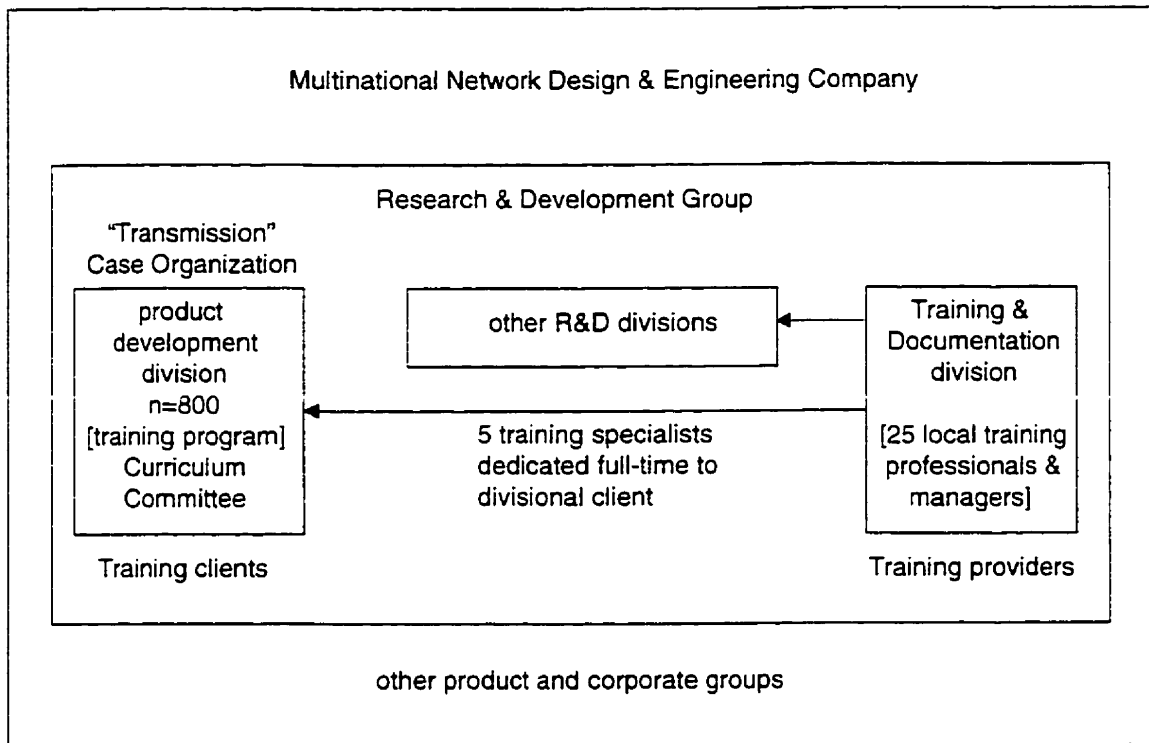 Multinational Network Design & Engineering Company
Research & Development Group
“Transmission”
Case Organization
product
development
division
n=800
[training program]
Curriculum
Committee
Training clients
other R&D divisions
5 training specialists
dedicated full-time to
divisional client
Training &
Documentation
division
[25 local training
professionals &
managers]
Training providers
other product and corporate groups